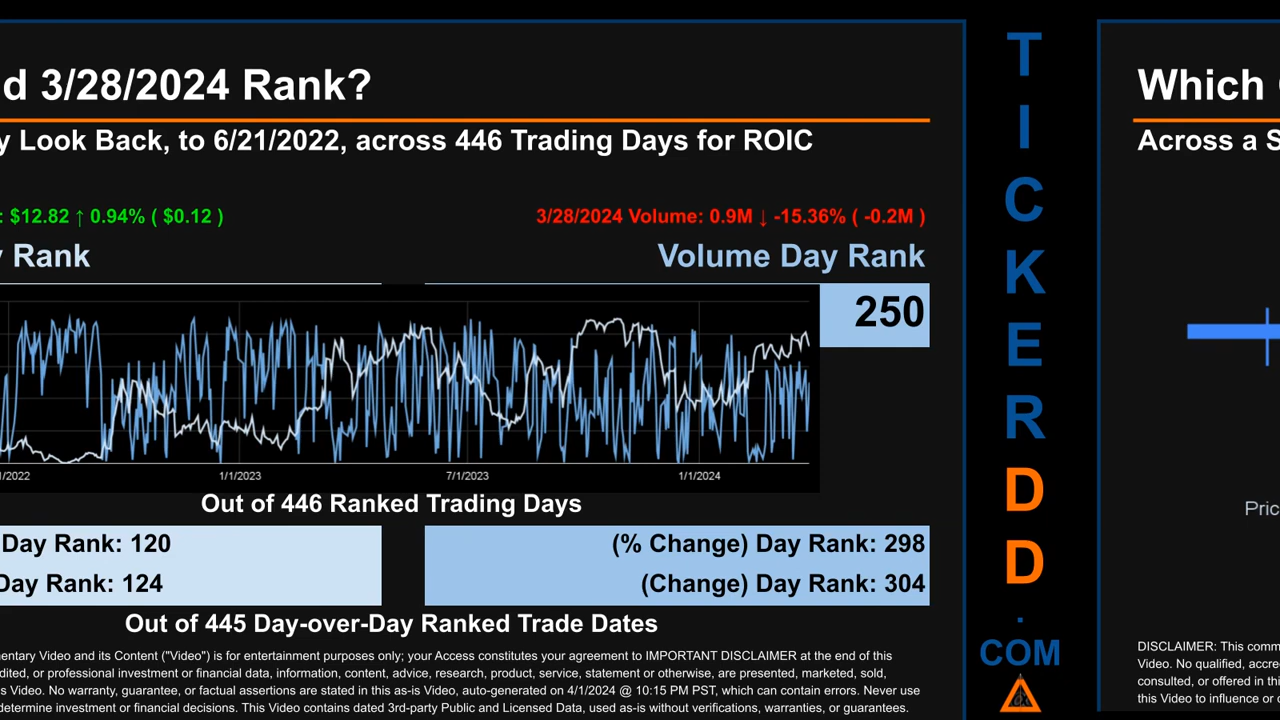 d 3/28/2024 Rank?
y Look Back, to 6/21/2022, across 446 Trading Days for ROIC
: $12.82 ↑ 0.94% ( $0.12 )
3/28/2024 Volume: 0.9M ↓ -15.36% ( -0.2M )
y Rank
Volume Day Rank
250
/2022
1/1/2023
7/1/2023
1/1/2024
Out of 446 Ranked Trading Days
Day Rank: 120
(% Change) Day Rank: 298
Day Rank: 124
(Change) Day Rank: 304
Out of 445 Day-over-Day Ranked Trade Dates
mentary Video and its Content ("Video") is for entertainment purposes only; your Access constitutes your agreement to IMPORTANT DISCLAIMER at the end of this
dited, or professional investment or financial data, information, content, advice, research, product, service, statement or otherwise, are presented, marketed, sold,
s Video. No warranty, guarantee, or factual assertions are stated in this as-is Video, auto-generated on 4/1/2024 @ 10:15 PM PST, which can contain errors. Never use
determine investment or financial decisions. This Video contains dated 3rd-party Public and Licensed Data, used as-is without verifications, warranties, or guarantees.
T
I
C
K
E
R
D
D
.
COM
Which
Across a S
Pric
DISCLAIMER: This comm
Video. No qualified, accre
consulted, or offered in thi
this Video to influence or